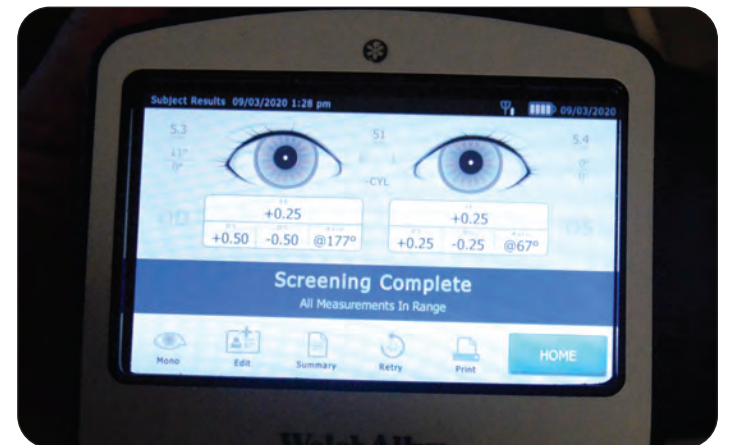 Subject Results 09/03/2020 1:28 pm 09/03/2020
5.3 51 5.4
0°
-CYL
OD OS
+0.25 +0.25
+0.50 -0.50 @177° +0.25 -0.25 @67°
Screening Complete
All Measurements In Range
Mono Edit Summary Retry Print HOME